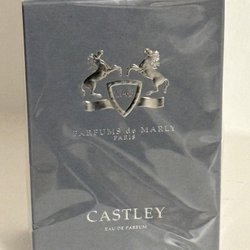 PARFUMS de MARLY
PARIS
CASTLEY
EAU DE PARFUM